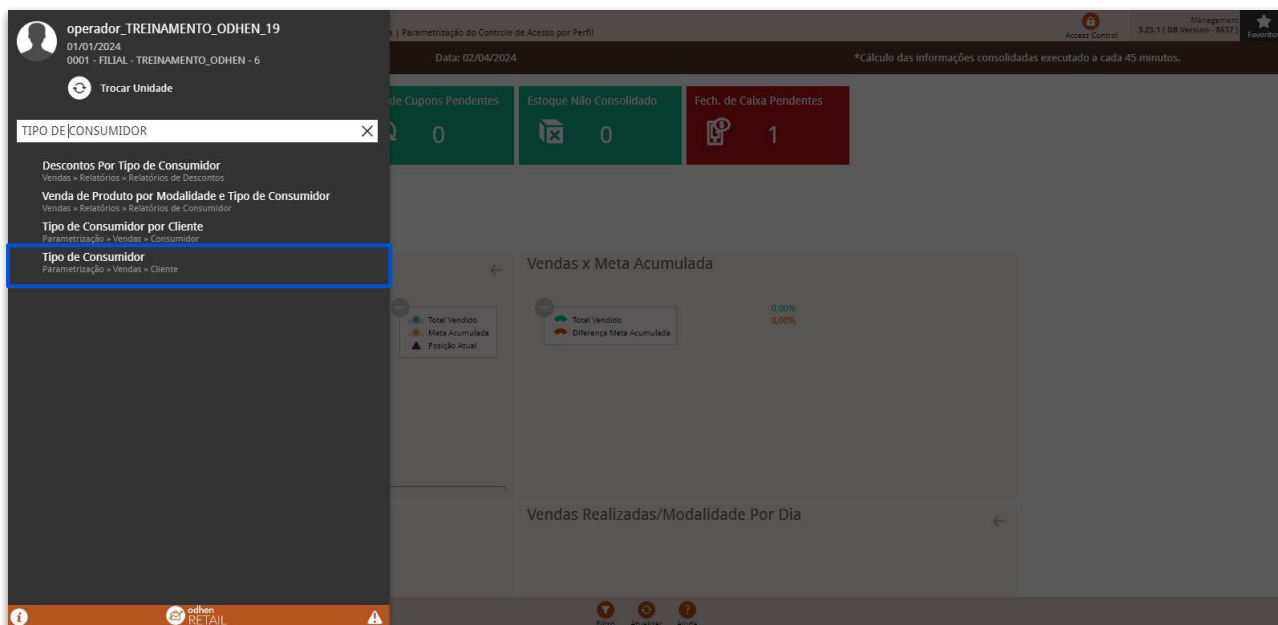 operador_TREINAMENTO_ODHEN_19
01/01/2024
0001 - FILIAL - TREINAMENTO_ODHEN - 6
Trocar Unidade
TIPO DE CONSUMIDOR
Descontos Por Tipo de Consumidor
Vendas » Relatórios » Relatórios de Descontos
Venda de Produto por Modalidade e Tipo de Consumidor
Vendas » Relatórios » Relatórios de Consumidor
Tipo de Consumidor por Cliente
Parametrização » Vendas » Consumidor
Tipo de Consumidor
Parametrização » Vendas » Cliente
odhen
RETAIL
| Parametrização do Controle de Acesso por Perfil
Access Control
Management
3.23.1 ( DB Version - 8637 )
Favorito
Data: 02/04/2024
*Cálculo das informações consolidadas executado a cada 45 minutos.
de Cupons Pendentes
0
Estoque Não Consolidado
0
Fech. de Caixa Pendentes
1
Total Vendido
Meta Acumulada
Posição Atual
Vendas x Meta Acumulada
Total Vendido
Diferença Meta Acumulada
0,00%
0,00%
Vendas Realizadas/Modalidade Por Dia
Filtro
Atualizar
Ajuda